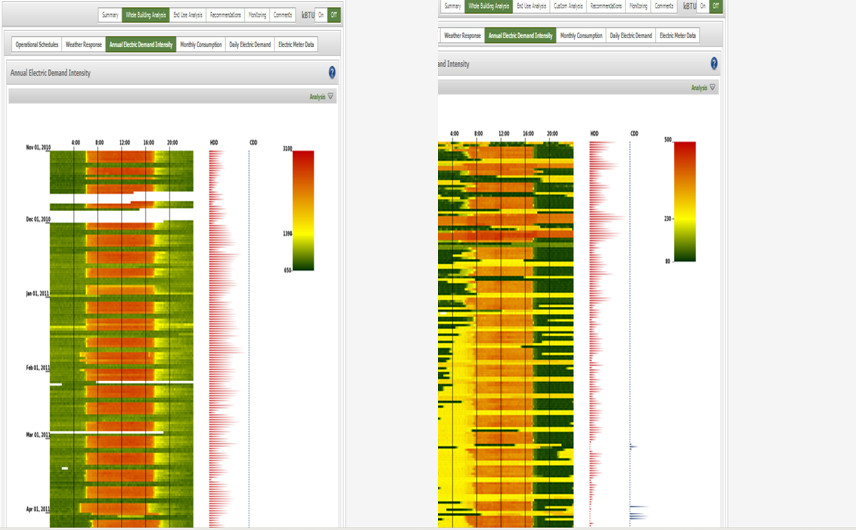 Summary Whole Building Analysis End Use Analysis Recommendations Monitoring Comments kBTU On Off
Operational Schedules Weather Response Annual Electric Demand Intensity Monthly Consumption Daily Electric Demand Electric Meter Data
Annual Electric Demand Intensity ?
Analysis
4:00 8:00 12:00 16:00 20:00 HDD CDD
Nov 01, 2010
Dec 01, 2010
Jan 01, 2011
Feb 01, 2011
Mar 01, 2011
Apr 01, 2011
3100
650
Summary Whole Building Analysis End Use Analysis Custom Analysis Recommendations Monitoring Comments kBTU On Off
Weather Response Annual Electric Demand Intensity Monthly Consumption Daily Electric Demand Electric Meter Data
and Intensity ?
Analysis
4:00 8:00 12:00 16:00 20:00 HDD CDD
500
80